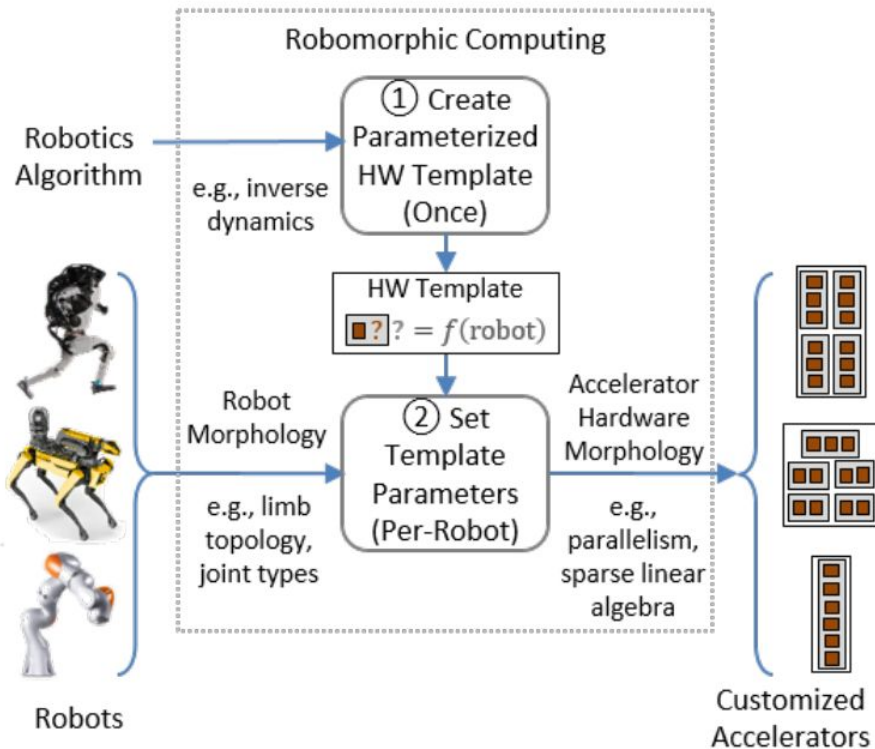 Robomorphic Computing
Robotics
Algorithm
① Create
Parameterized
HW Template
(Once)
e.g., inverse
dynamics
HW Template
? ? = f(robot)
Robot
Morphology
② Set
Template
Parameters
(Per-Robot)
Accelerator
Hardware
Morphology
e.g., limb
topology,
joint types
e.g.,
parallelism,
sparse linear
algebra
Robots
Customized
Accelerators